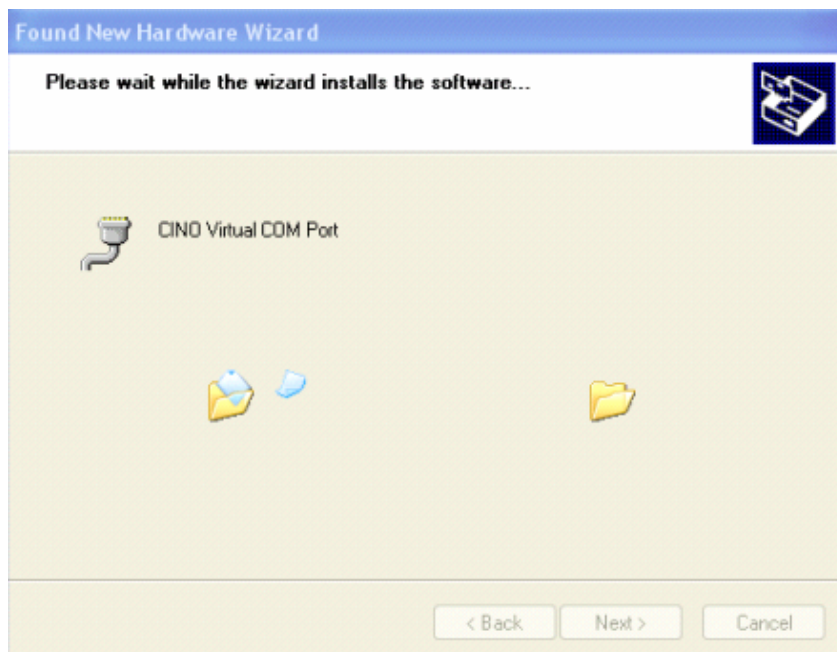 Found New Hardware Wizard
Please wait while the wizard installs the software...
CINO Virtual COM Port
< Back
Next >
Cancel